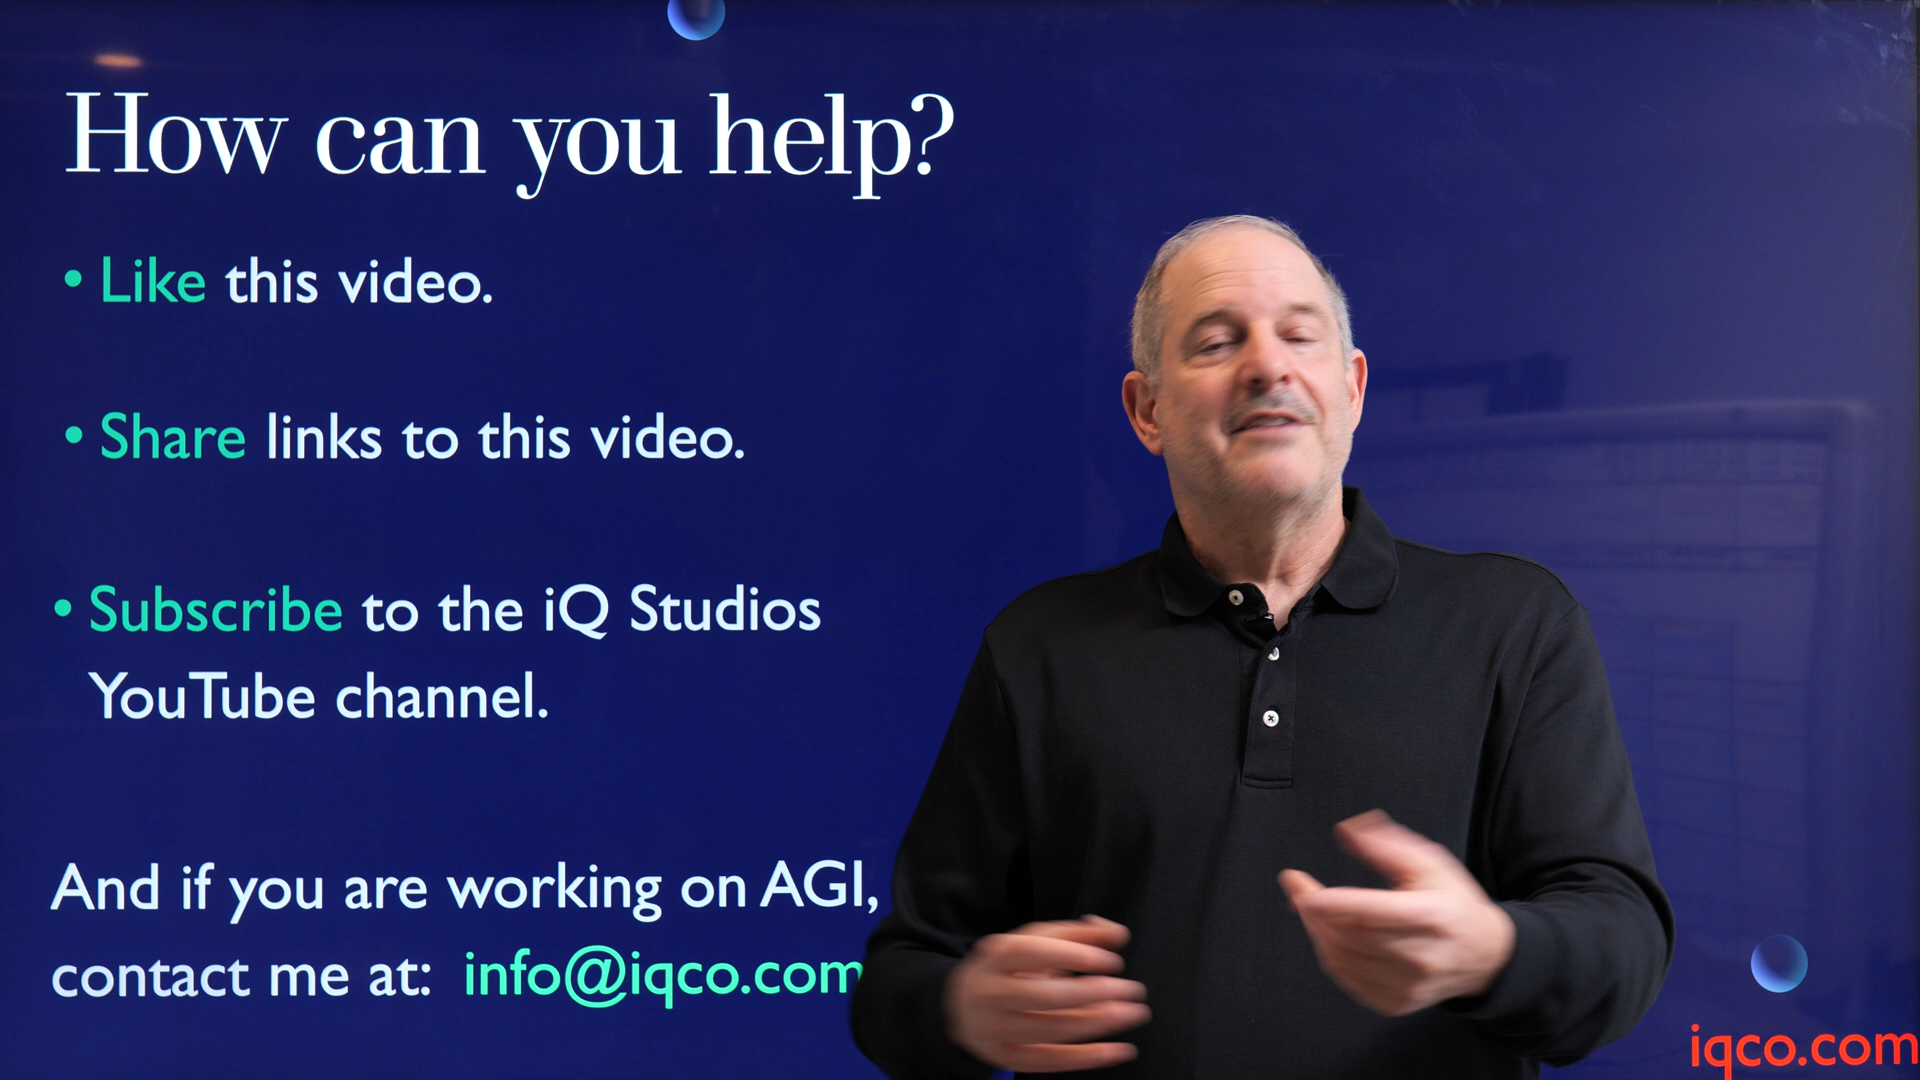 How can you help?
• Like this video.
• Share links to this video.
• Subscribe to the iQ Studios
YouTube channel.
And if you are working on AGI,
contact me at: info@iqco.com
iqco.com